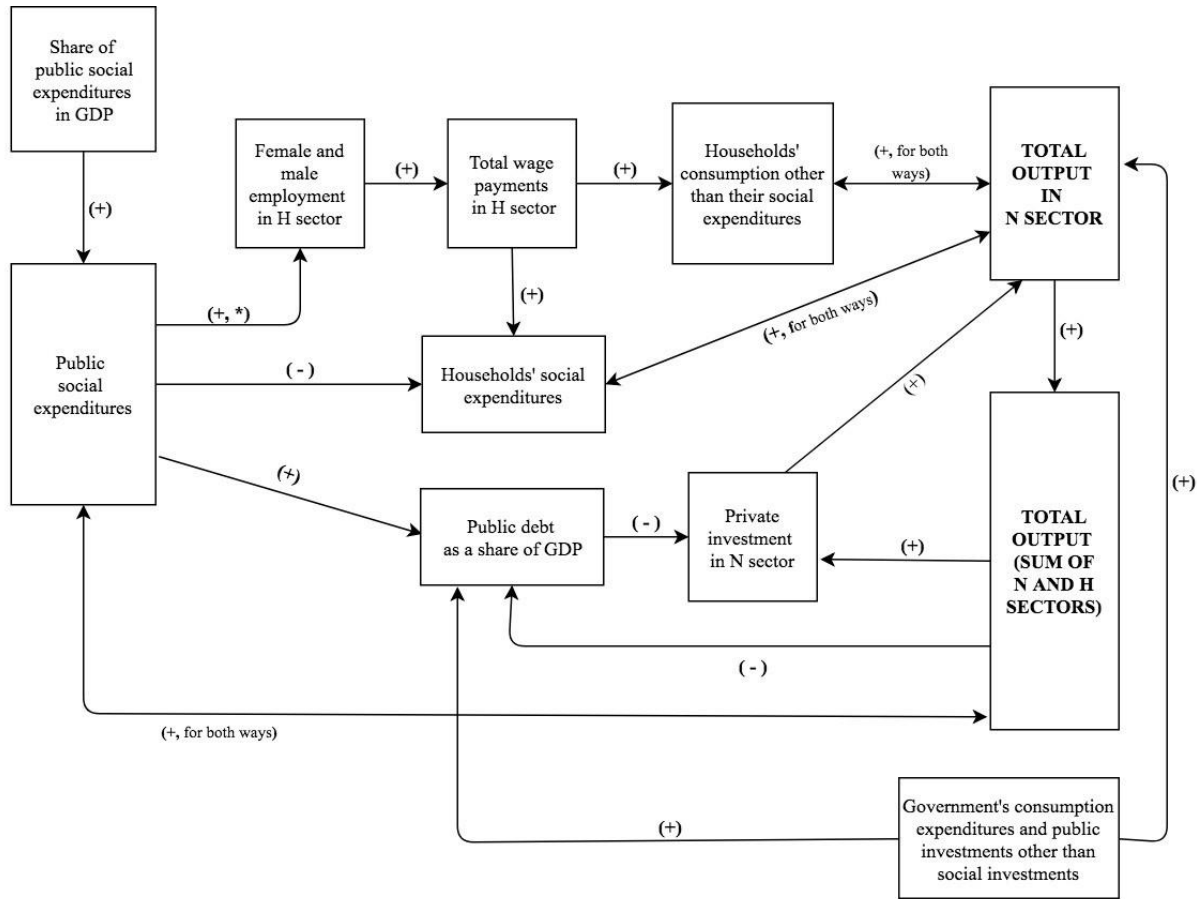 Share of
public social
expenditures
in GDP
(+)
Female and
male
employment
in H sector
(+)
Total wage
payments
in H sector
(+)
Households'
consumption other
than their social
expenditures
(+, for both
ways)
TOTAL
OUTPUT
IN
N SECTOR
(+)
(+, *)
(+)
(+, for both ways)
(+)
Public
social
expenditures
(-)
Households' social
expenditures
(+)
(+)
Public debt
as a share of GDP
(-)
Private
investment
in N sector
(+)
TOTAL
OUTPUT
(SUM OF
N AND H
SECTORS)
(+)
(-)
(+, for both ways)
Government's consumption
expenditures and public
investments other than
social investments
(+)